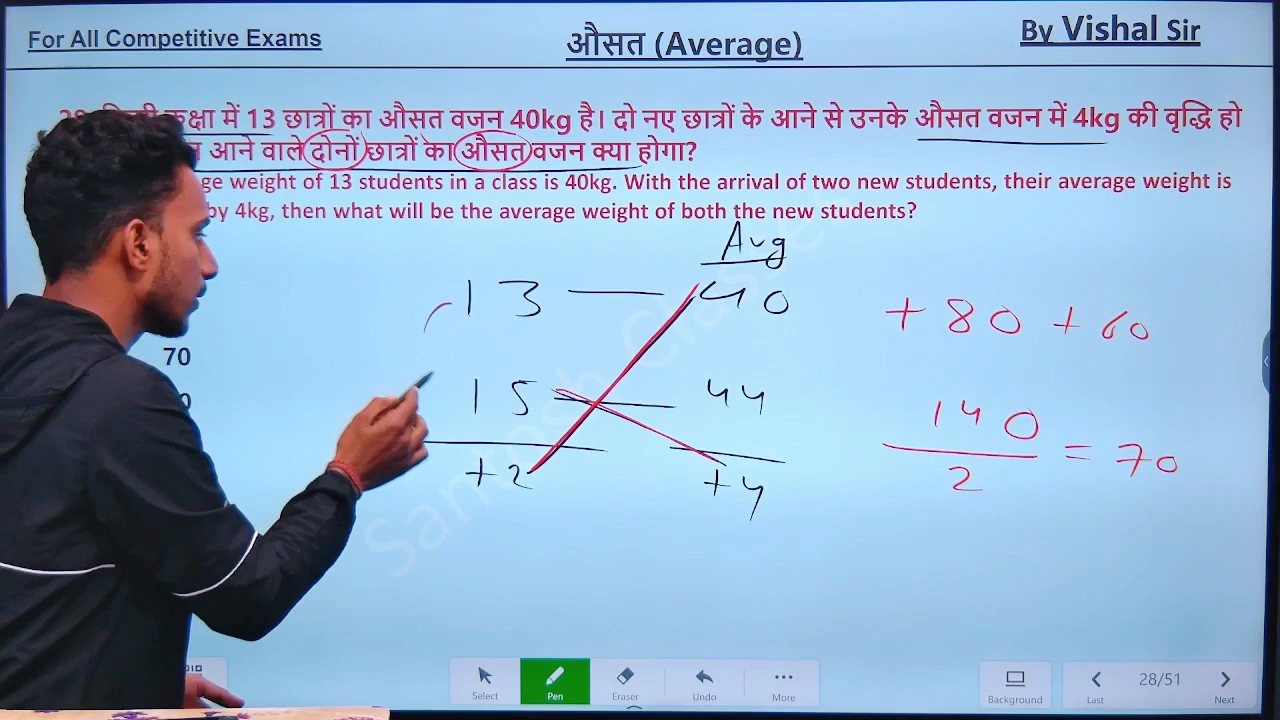 For All Competitive Exams
औसत (Average)
By Vishal Sir
कक्षा में 13 छात्रों का औसत वजन 40kg है। दो नए छात्रों के आने से उनके औसत वजन में 4kg की वृद्धि हो
आने वाले दोनों छात्रों का औसत वजन क्या होगा?
ge weight of 13 students in a class is 40kg. With the arrival of two new students, their average weight is
by 4kg, then what will be the average weight of both the new students?
Avg
13 — 40
+80 +60
70
15 — 44
140
+2 +4
2 = 70
Select
Pen
Eraser
Undo
More
Background
Last
28/51
Next